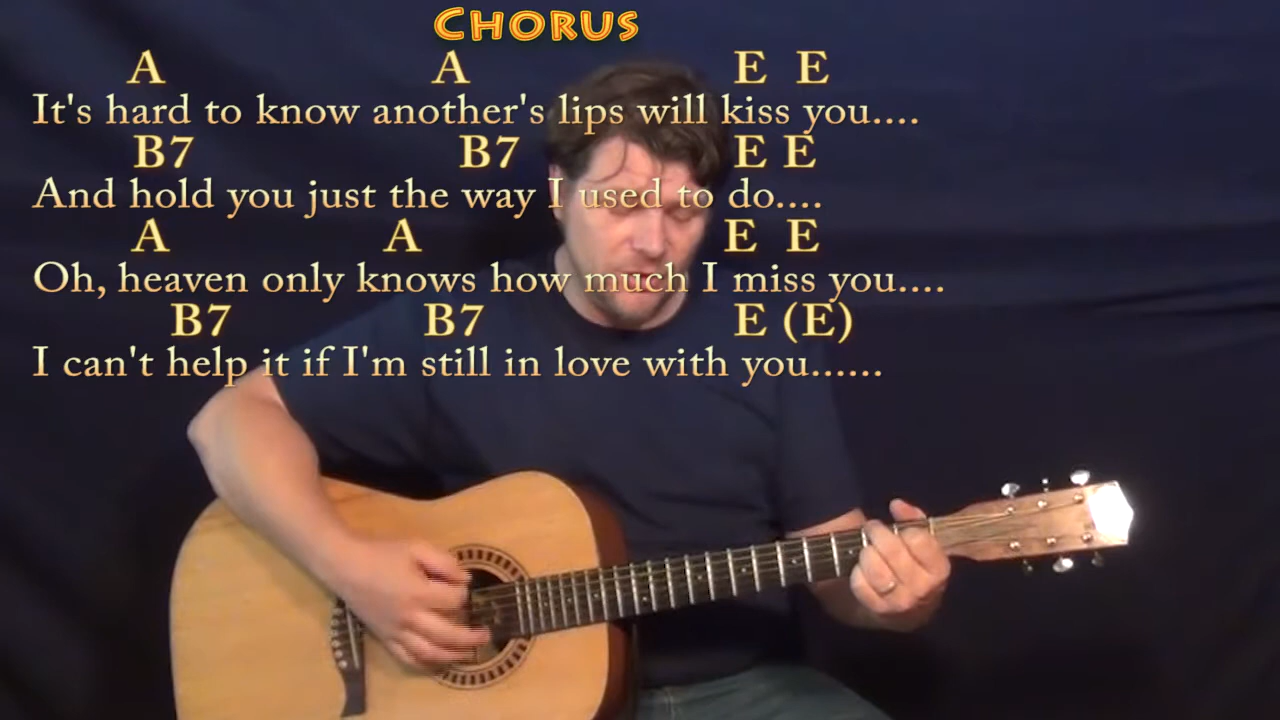 CHORUS
A A E E
It's hard to know another's lips will kiss you....
B7 B7 E E
And hold you just the way I used to do....
A A E E
Oh, heaven only knows how much I miss you....
B7 B7 E (E)
I can't help it if I'm still in love with you......